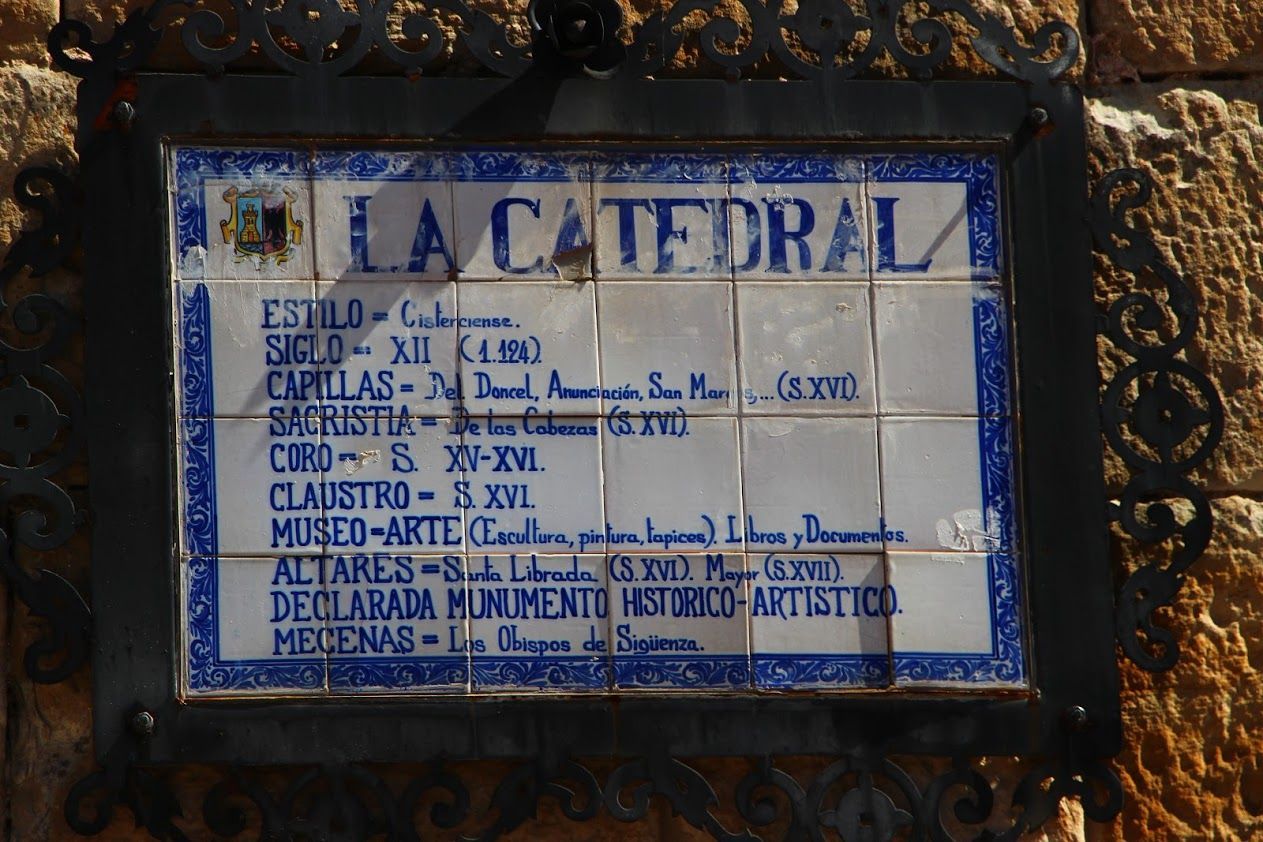 LA CATEDRAL
ESTILO = Cisterciense.
SIGLO = XII (1.124).
CAPILLAS = Del Doncel, Anunciación, San Marcos,... (S.XVI).
SACRISTIA = De las Cabezas (S.XVI).
CORO = S. XV-XVI.
CLAUSTRO = S. XVI.
MUSEO=ARTE (Escultura, pintura, tapices). Libros y Documentos.
ALTARES = Santa Librada (S.XVI). Mayor (S.XVII).
DECLARADA MUNUMENTO HISTORICO-ARTISTICO.
MECENAS = Los Obispos de Sigüenza.